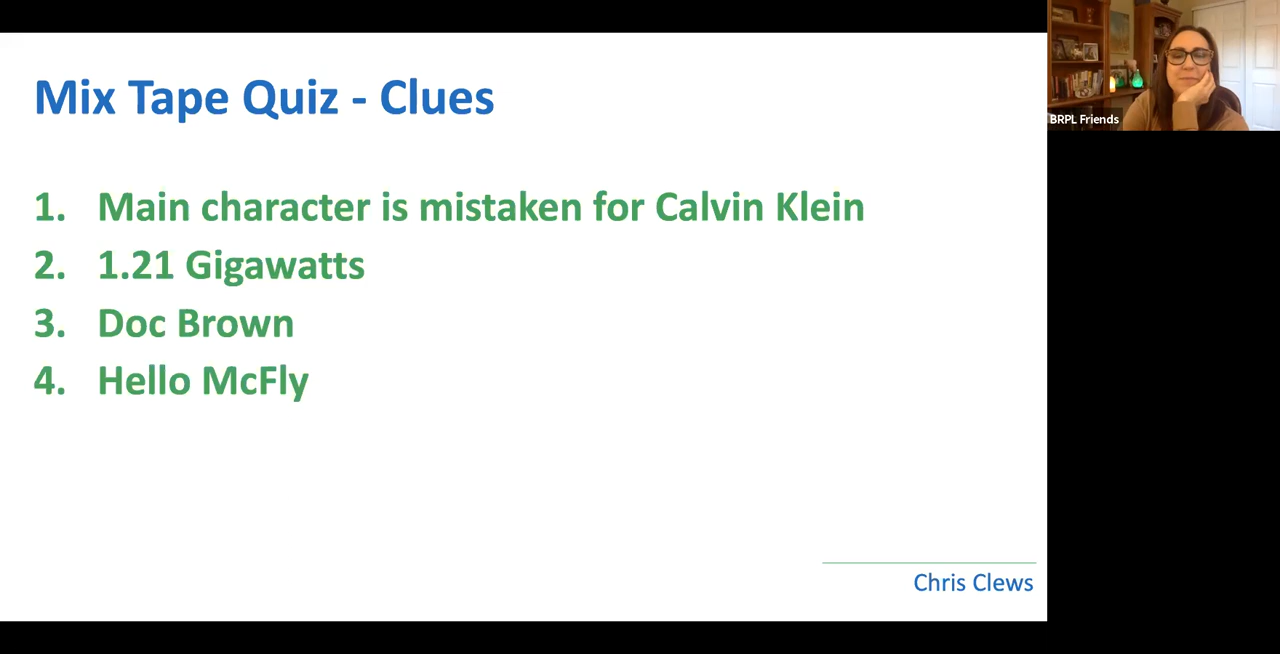 Mix Tape Quiz - Clues
1. Main character is mistaken for Calvin Klein
2. 1.21 Gigawatts
3. Doc Brown
4. Hello McFly
Chris Clews
BRPL Friends